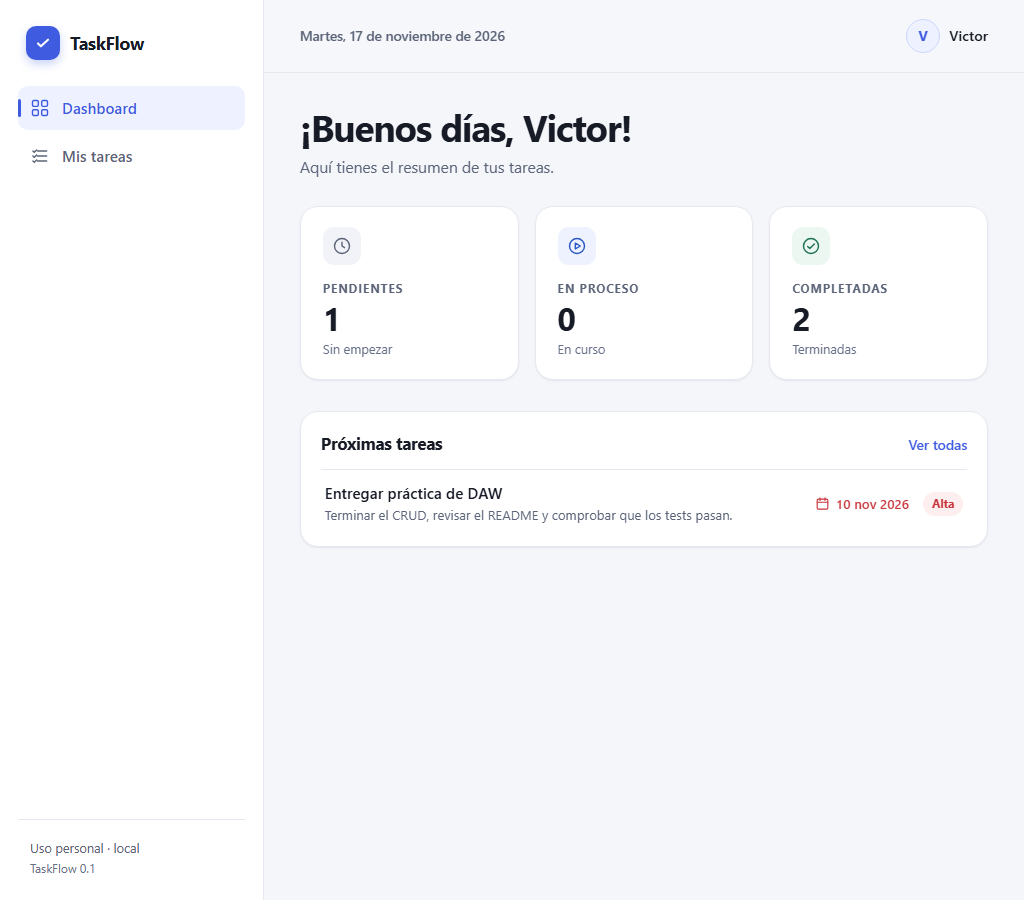 TaskFlow
Dashboard
Mis tareas
Uso personal · local
TaskFlow 0.1
Martes, 17 de noviembre de 2026
V
Victor
¡Buenos días, Victor!
Aquí tienes el resumen de tus tareas.
PENDIENTES
1
Sin empezar
EN PROCESO
0
En curso
COMPLETADAS
2
Terminadas
Próximas tareas
Ver todas
Entregar práctica de DAW
Terminar el CRUD, revisar el README y comprobar que los tests pasan.
10 nov 2026
Alta